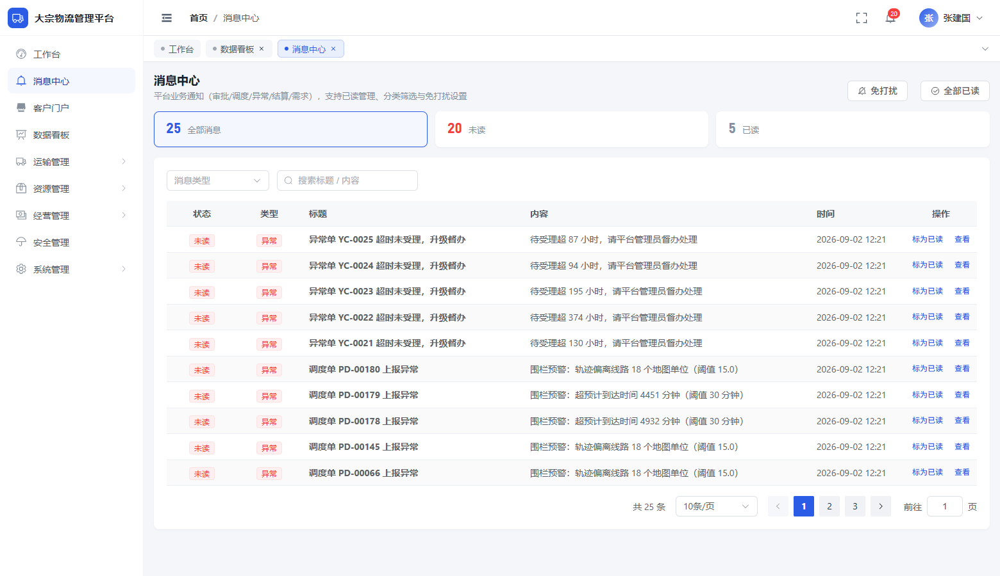 大宗物流管理平台
首页 / 消息中心
20
张
张建国
工作台
数据看板
消息中心
工作台
消息中心
客户门户
数据看板
运输管理
资源管理
经营管理
安全管理
系统管理
消息中心
平台业务通知（审批/调度/异常/结算/需求），支持已读管理、分类筛选与免打扰设置
免打扰
全部已读
25 全部消息
20 未读
5 已读
消息类型
搜索标题 / 内容
状态 类型 标题 内容 时间 操作
未读 异常 异常单 YC-0025 超时未受理，升级督办 待受理超 87 小时，请平台管理员督办处理 2026-09-02 12:21 标为已读 查看
未读 异常 异常单 YC-0024 超时未受理，升级督办 待受理超 94 小时，请平台管理员督办处理 2026-09-02 12:21 标为已读 查看
未读 异常 异常单 YC-0023 超时未受理，升级督办 待受理超 195 小时，请平台管理员督办处理 2026-09-02 12:21 标为已读 查看
未读 异常 异常单 YC-0022 超时未受理，升级督办 待受理超 374 小时，请平台管理员督办处理 2026-09-02 12:21 标为已读 查看
未读 异常 异常单 YC-0021 超时未受理，升级督办 待受理超 130 小时，请平台管理员督办处理 2026-09-02 12:21 标为已读 查看
未读 异常 调度单 PD-00180 上报异常 围栏预警：轨迹偏离线路 18 个地图单位（阈值 15.0） 2026-09-02 12:21 标为已读 查看
未读 异常 调度单 PD-00179 上报异常 围栏预警：超预计到达时间 4451 分钟（阈值 30 分钟） 2026-09-02 12:21 标为已读 查看
未读 异常 调度单 PD-00178 上报异常 围栏预警：超预计到达时间 4932 分钟（阈值 30 分钟） 2026-09-02 12:21 标为已读 查看
未读 异常 调度单 PD-00145 上报异常 围栏预警：轨迹偏离线路 18 个地图单位（阈值 15.0） 2026-09-02 12:21 标为已读 查看
未读 异常 调度单 PD-00066 上报异常 围栏预警：轨迹偏离线路 18 个地图单位（阈值 15.0） 2026-09-02 12:21 标为已读 查看
共 25 条 10条/页 1 2 3 前往 1 页